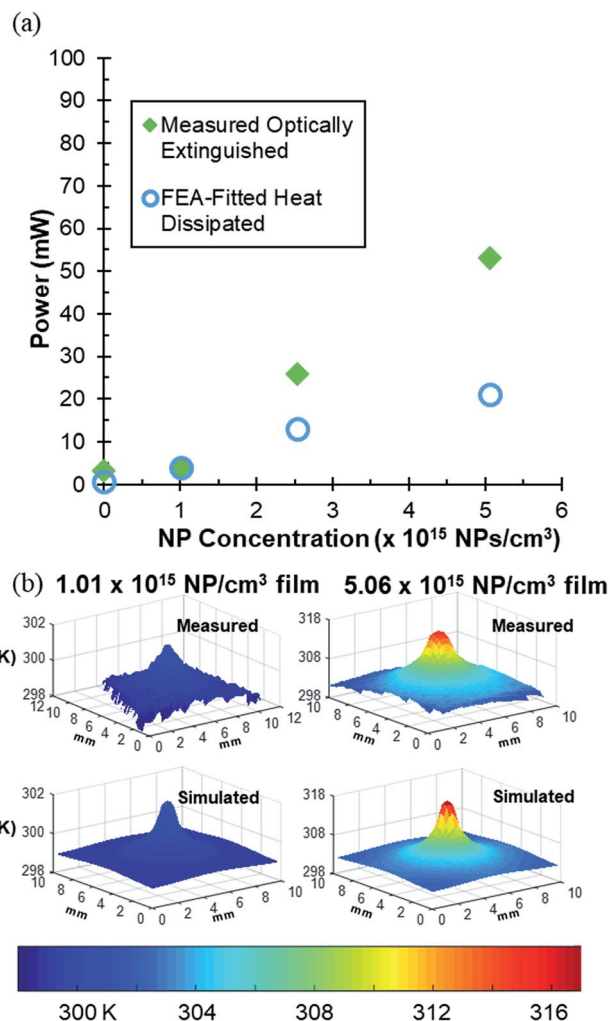 (a)
100
90
80
70
60
50
40
30
20
10
0
Power (mW)
Measured Optically
Extinguished
FEA-Fitted Heat
Dissipated
0 1 2 3 4 5 6
NP Concentration (x 10¹⁵ NPs/cm³)
(b) 1.01 x 10¹⁵ NP/cm³ film 5.06 x 10¹⁵ NP/cm³ film
Measured
302
300
298
K)
12 10 8 6 4 2 0
mm
0 2 4 6 8 10 12
mm
Measured
318
308
298
10 8 6 4 2 0
mm
0 2 4 6 8 10
mm
Simulated
302
300
298
K)
10 8 6 4 2 0
mm
0 2 4 6 8 10
mm
Simulated
318
308
298
10 8 6 4 2 0
mm
0 2 4 6 8 10
mm
300 K 304 308 312 316